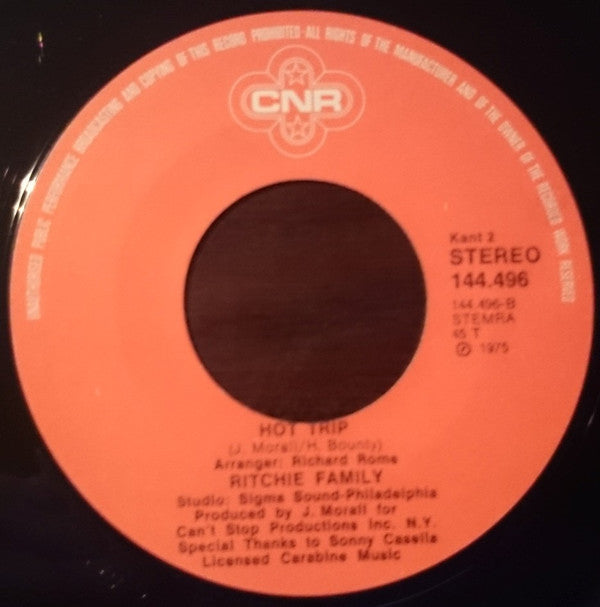 UNAUTHORISED PUBLIC PERFORMANCE BROADCASTING AND COPYING OF THIS RECORD PROHIBITED-ALL RIGHTS OF THE MANUFACTURER AND OF THE OWNER OF THE RECORDED WORK RESERVED
CNR
Kant 2
STEREO
144.496
144.496-B
STEMRA
45 T
℗ 1975
HOT TRIP
(J. Morali/H. Bounty)
Arranger: Richard Rome
RITCHIE FAMILY
Studio: Sigma Sound-Philadelphia
Produced by J. Morali for
Can't Stop Productions Inc. N.Y.
Special Thanks to Sonny Casella
Licensed Carabine Music